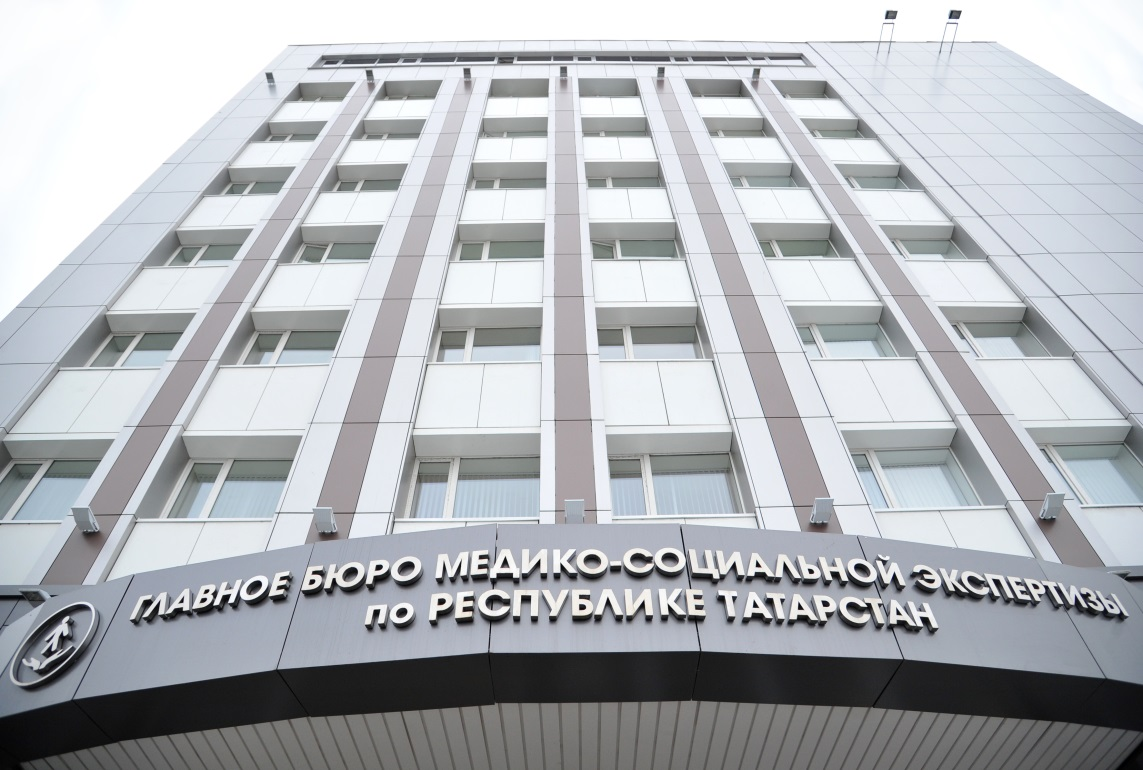 ГЛАВНОЕ БЮРО МЕДИКО-СОЦИАЛЬНОЙ ЭКСПЕРТИЗЫ
по РЕСПУБЛИКЕ ТАТАРСТАН